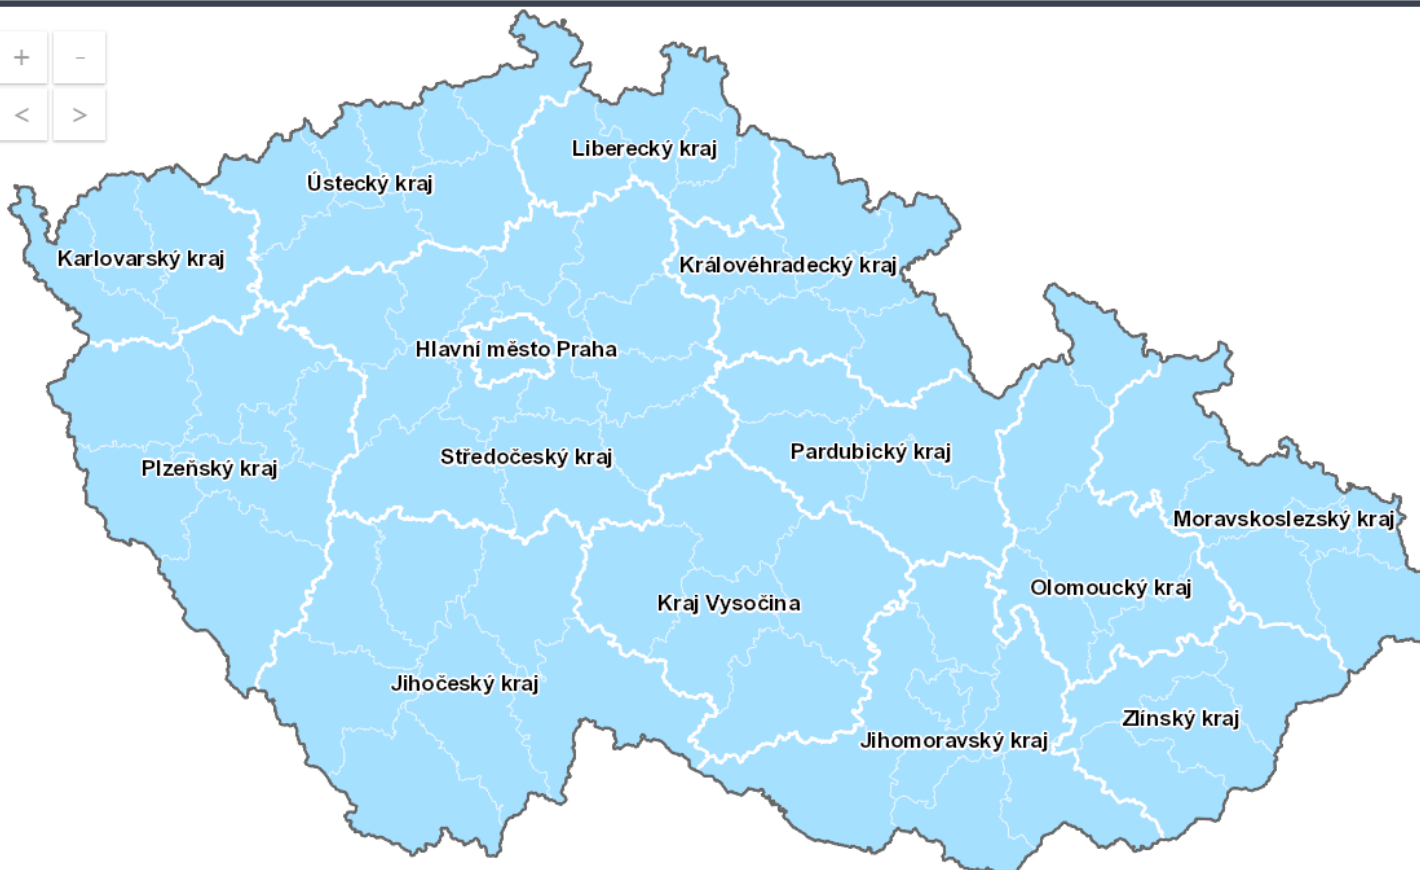 + -
< >
Liberecký kraj
Ústecký kraj
Karlovarský kraj
Královéhradecký kraj
Hlavní město Praha
Středočeský kraj
Pardubický kraj
Plzeňský kraj
Moravskoslezský kraj
Olomoucký kraj
Kraj Vysočina
Jihočeský kraj
Zlínský kraj
Jihomoravský kraj